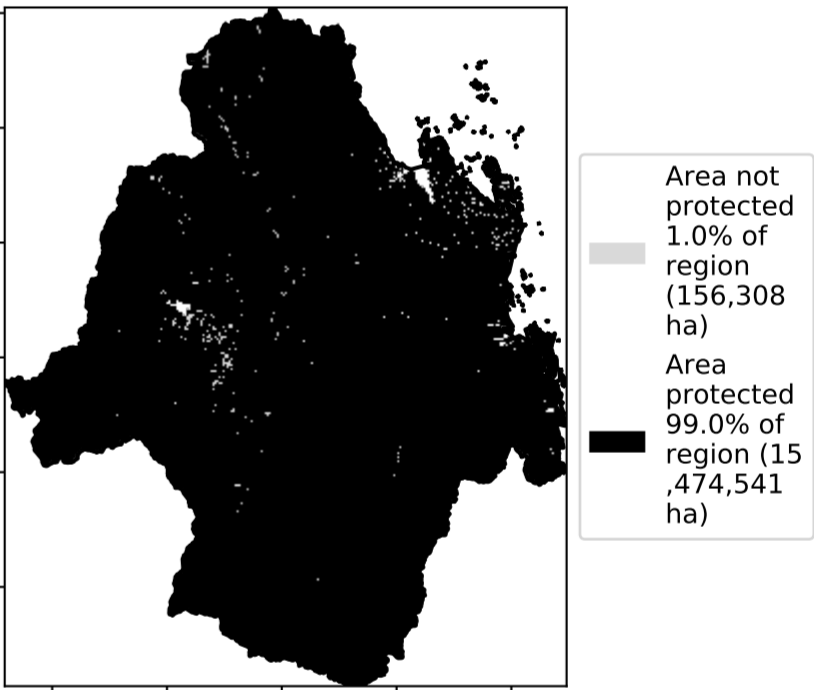 Area not
protected
1.0% of
region
(156,308
ha)
Area
protected
99.0% of
region (15
,474,541
ha)